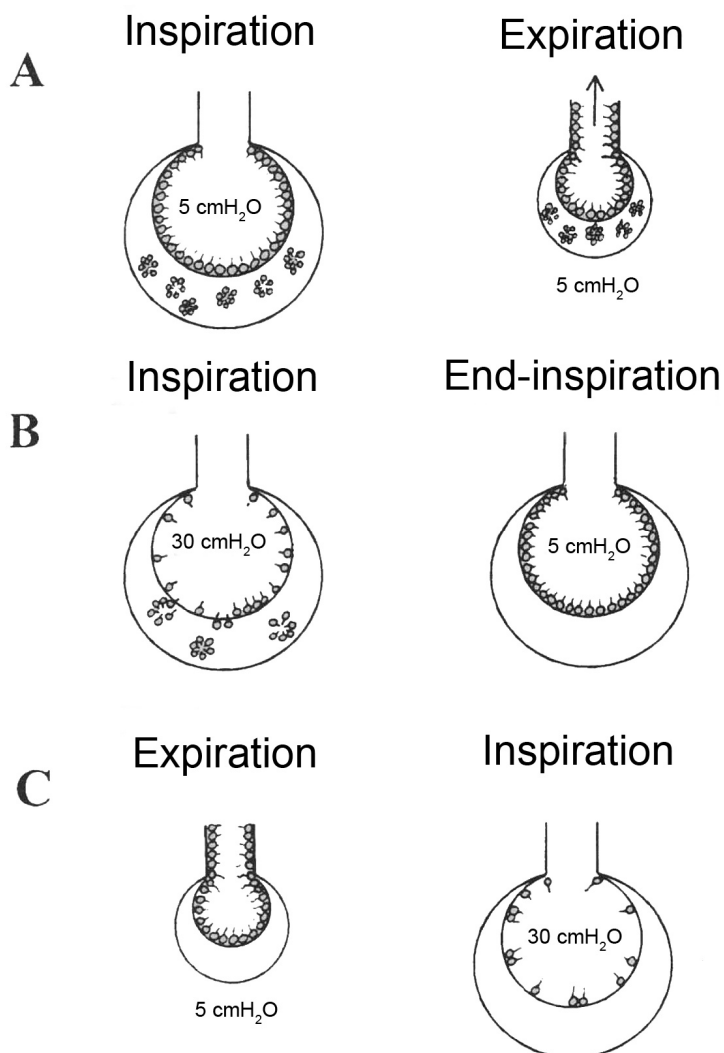 Inspiration Expiration
A
5 cmH₂O
5 cmH₂O
Inspiration End-inspiration
B
30 cmH₂O 5 cmH₂O
Expiration Inspiration
C
30 cmH₂O
5 cmH₂O